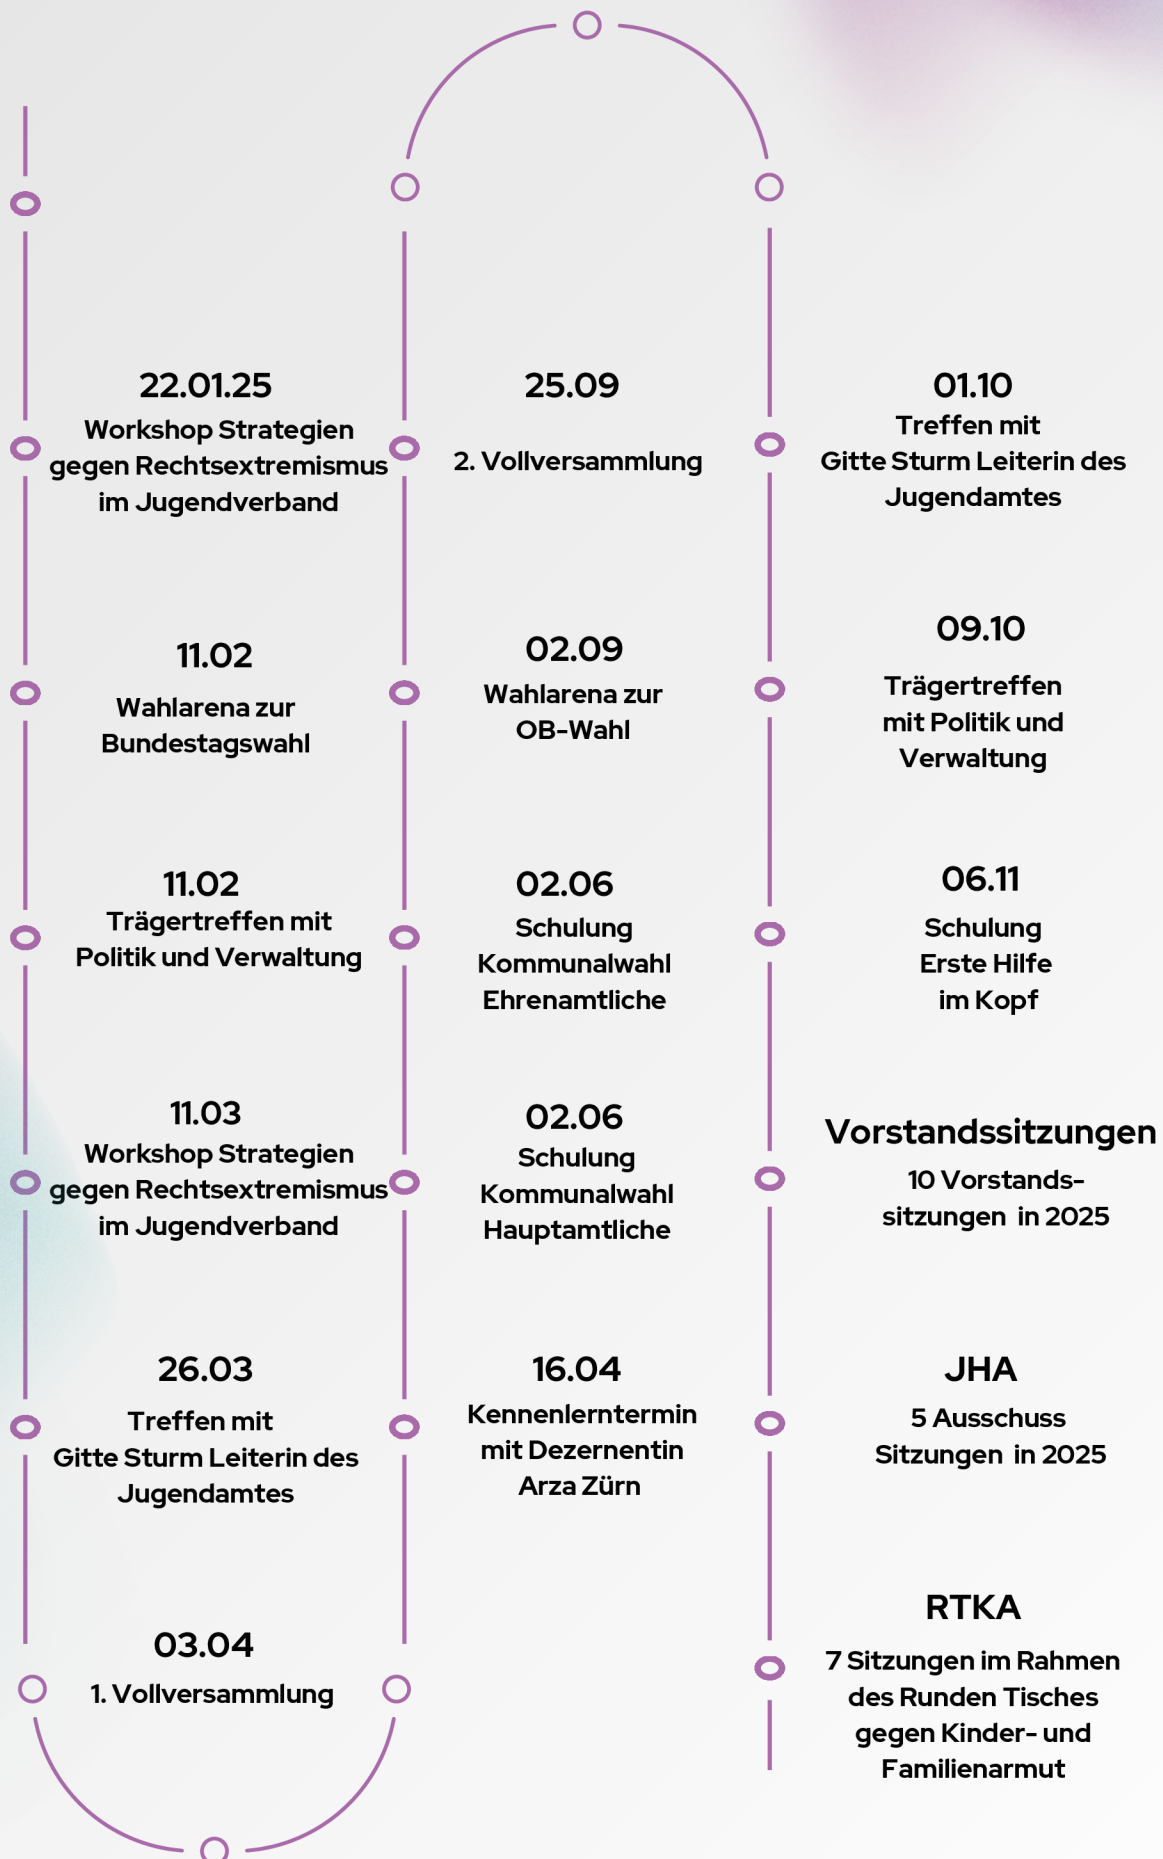 22.01.25
Workshop Strategien
gegen Rechtsextremismus
im Jugendverband
11.02
Wahlarena zur
Bundestagswahl
11.02
Trägertreffen mit
Politik und Verwaltung
11.03
Workshop Strategien
gegen Rechtsextremismus
im Jugendverband
26.03
Treffen mit
Gitte Sturm Leiterin des
Jugendamtes
03.04
1. Vollversammlung
25.09
2. Vollversammlung
02.09
Wahlarena zur
OB-Wahl
02.06
Schulung
Kommunalwahl
Ehrenamtliche
02.06
Schulung
Kommunalwahl
Hauptamtliche
16.04
Kennenlerntermin
mit Dezernentin
Arza Zürn
01.10
Treffen mit
Gitte Sturm Leiterin des
Jugendamtes
09.10
Trägertreffen
mit Politik und
Verwaltung
06.11
Schulung
Erste Hilfe
im Kopf
Vorstandssitzungen
10 Vorstands-
sitzungen in 2025
JHA
5 Ausschuss
Sitzungen in 2025
RTKA
7 Sitzungen im Rahmen
des Runden Tisches
gegen Kinder- und
Familienarmut